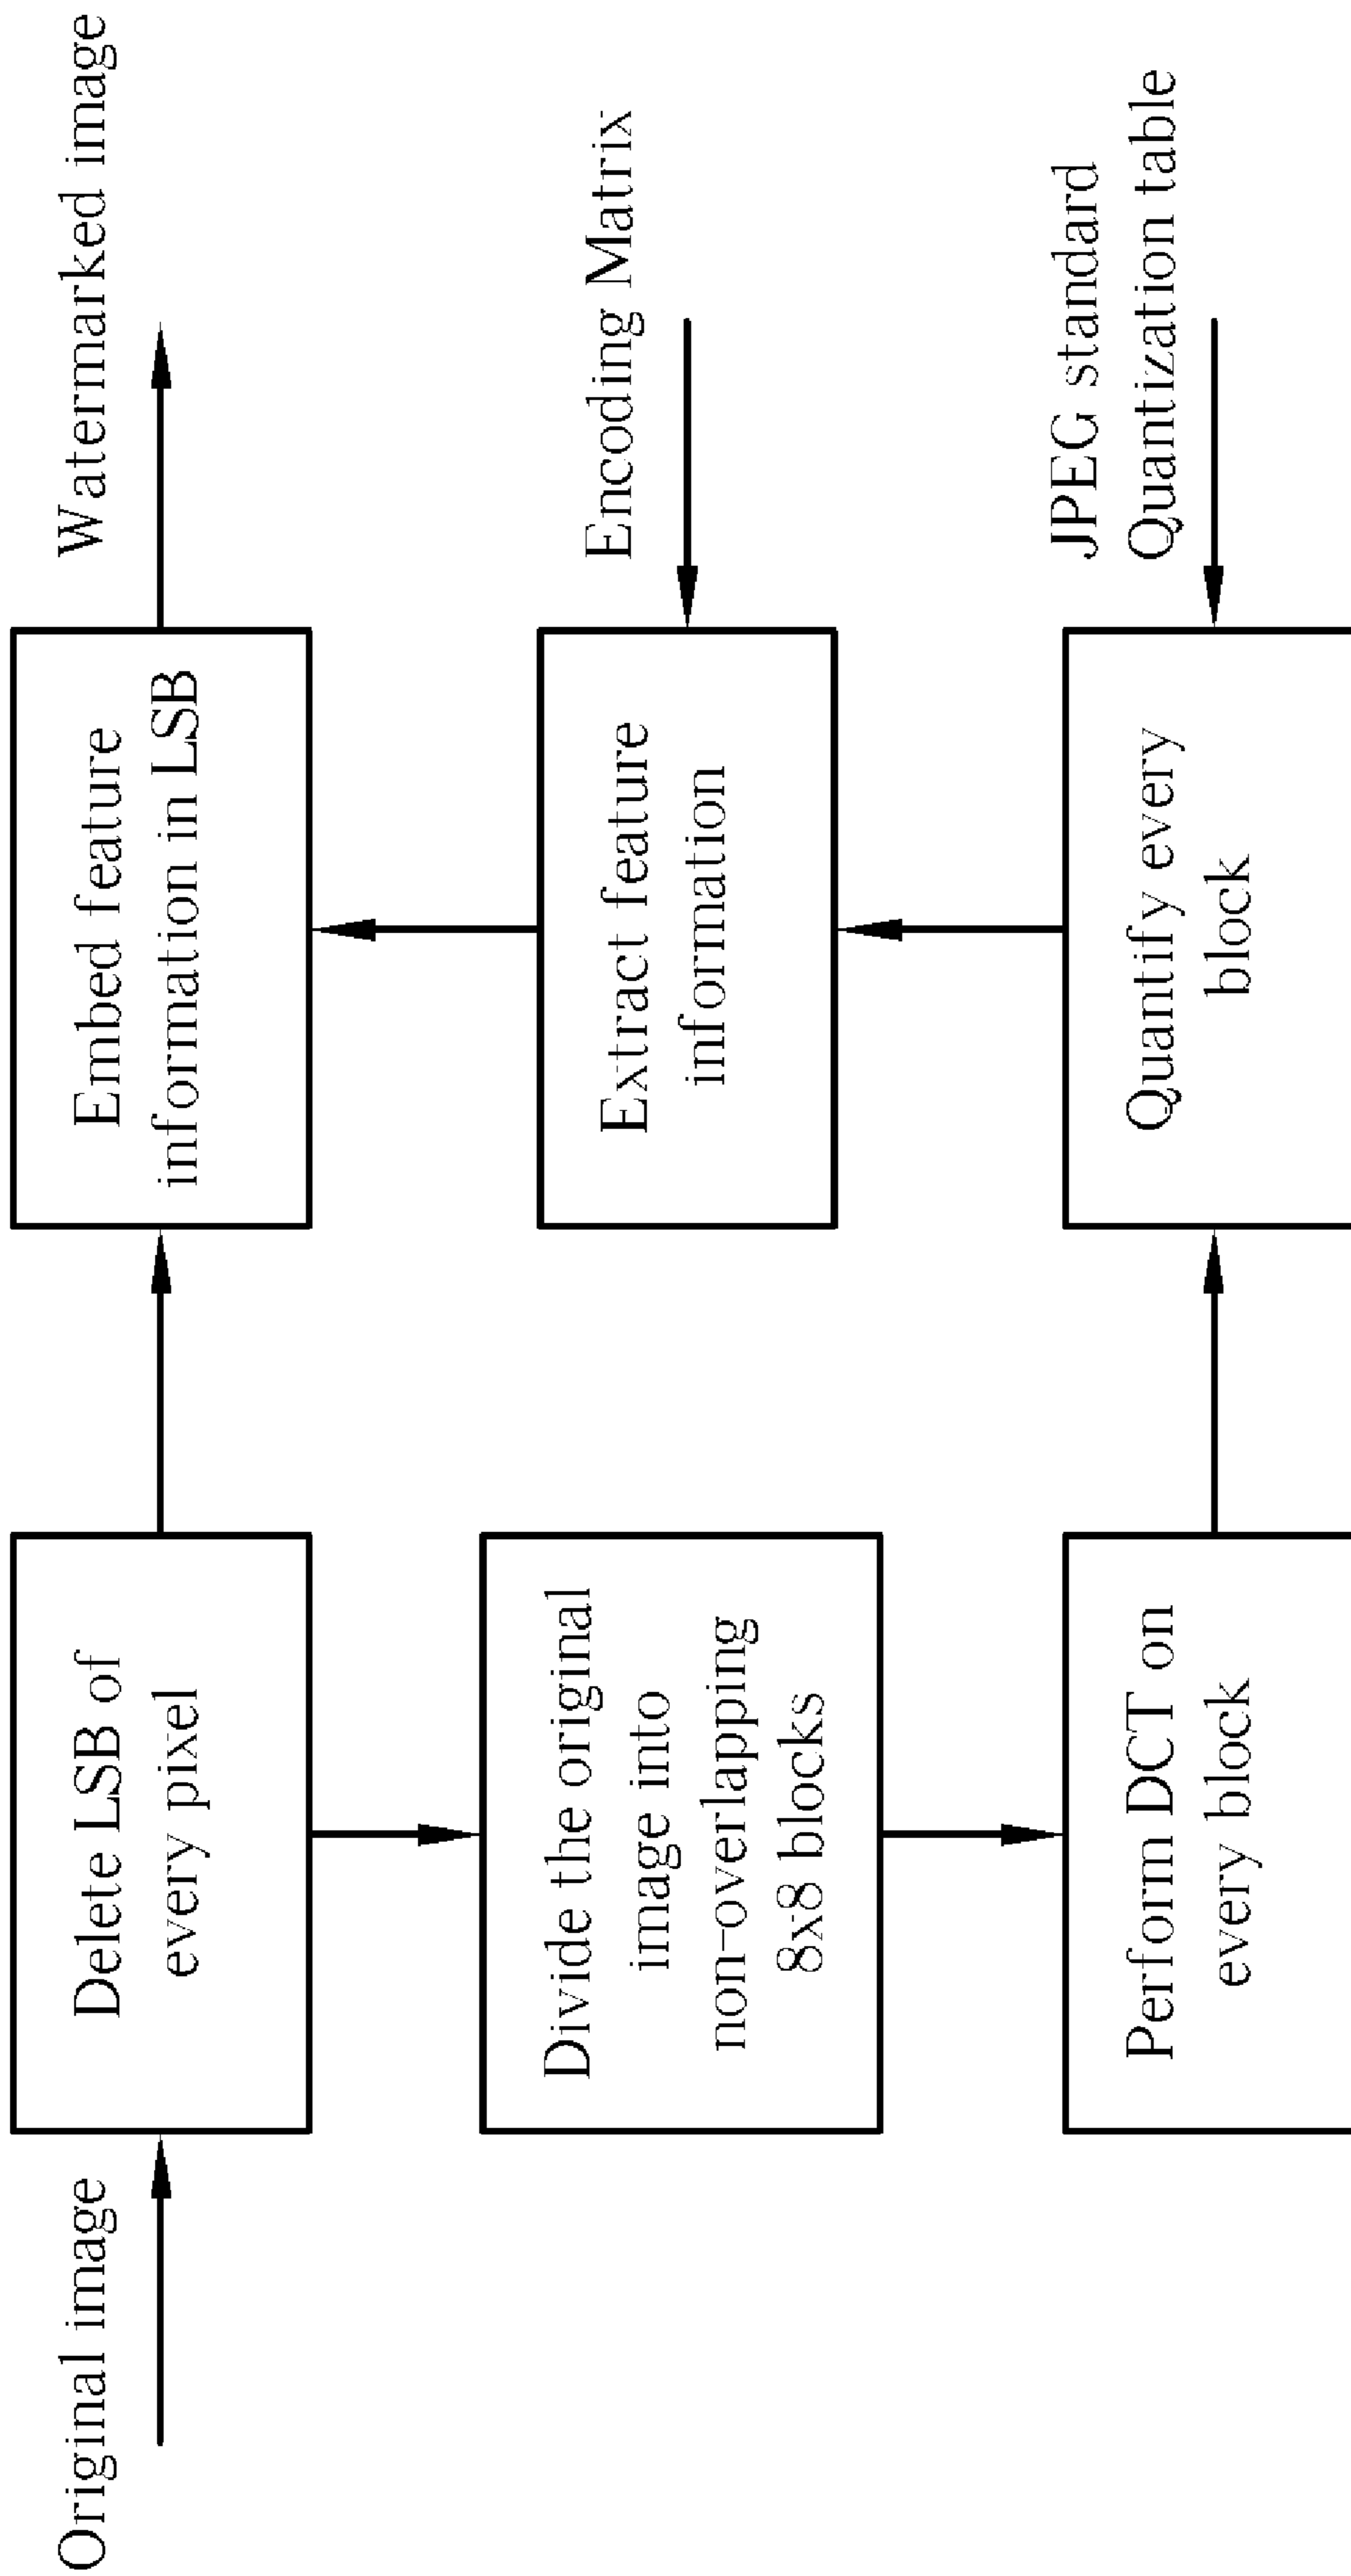 Original image
Delete LSB of
every pixel
Embed feature
information in LSB
Watermarked image
Divide the original
image into
non-overlapping
8x8 blocks
Extract feature
information
Encoding Matrix
Perform DCT on
every block
Quantify every
block
JPEG standard
Quantization table